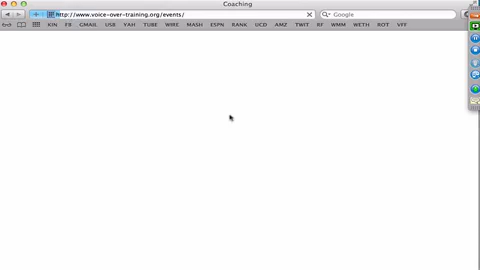 Coaching
http://www.voice-over-training.org/events/
Google
KIN FB GMAIL USB YAH TUBE WIRE MASH ESPN RANK UCD AMZ TWIT RF WMM WETH BOT VFF